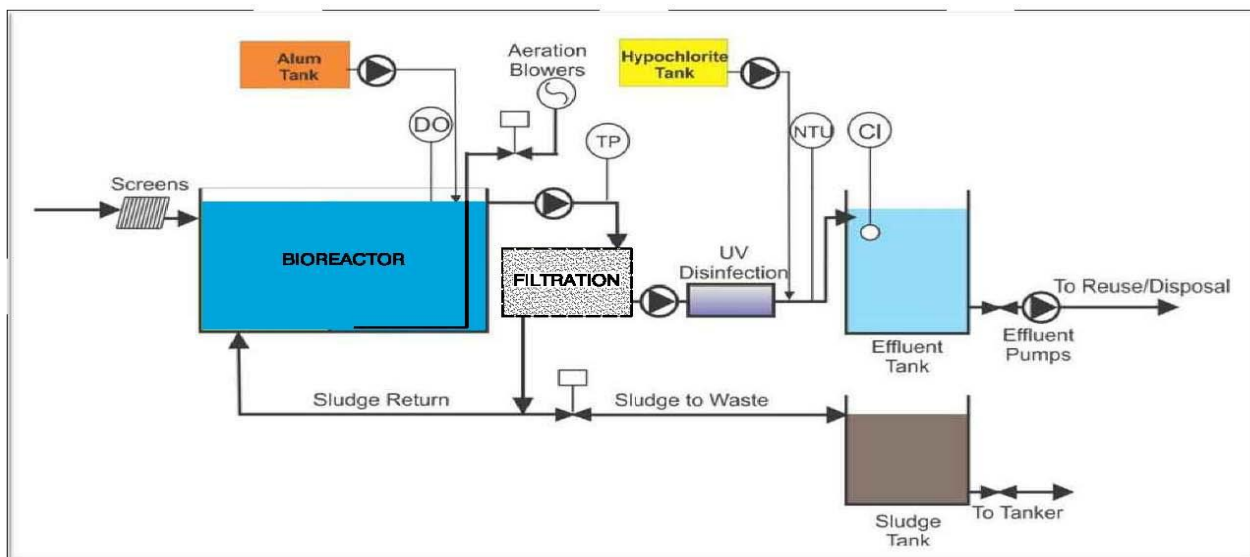 Alum
Tank
Aeration
Blowers
Hypochlorite
Tank
DO
TP
NTU
CI
Screens
BIOREACTOR
FILTRATION
UV
Disinfection
To Reuse/Disposal
Effluent
Tank
Effluent
Pumps
Sludge Return
Sludge to Waste
To Tanker
Sludge
Tank